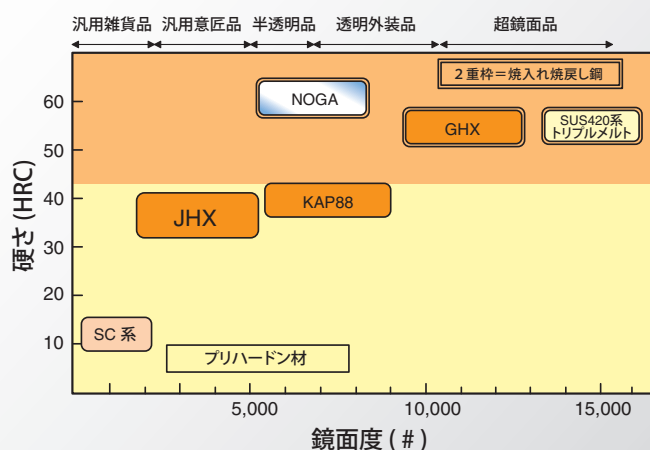 汎用雑貨品 汎用意匠品 半透明品 透明外装品 超鏡面品
2重枠＝焼入れ焼戻し鋼
60
NOGA
GHX
SUS420系
トリプルメルト
50
40
KAP88
JHX
30
20
SC 系
プリハードン材
10
硬さ (HRC)
5,000 10,000 15,000
鏡面度 ( # )